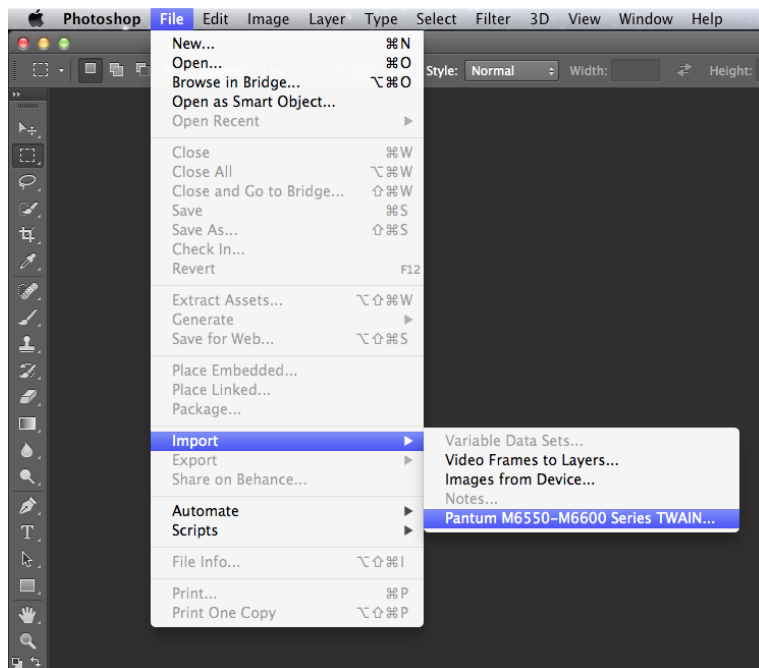 Photoshop File Edit Image Layer Type Select Filter 3D View Window Help
Style: Normal Width: Height:
New... ⌘N
Open... ⌘O
Browse in Bridge... ⌥⌘O
Open as Smart Object...
Open Recent
Close ⌘W
Close All ⌥⌘W
Close and Go to Bridge... ⇧⌘W
Save ⌘S
Save As... ⇧⌘S
Check In...
Revert F12
Extract Assets... ⌥⇧⌘W
Generate
Save for Web... ⌥⇧⌘S
Place Embedded...
Place Linked...
Package...
Import
Export
Share on Behance...
Automate
Scripts
File Info... ⌥⇧⌘I
Print... ⌘P
Print One Copy ⌥⇧⌘P
Variable Data Sets...
Video Frames to Layers...
Images from Device...
Notes...
Pantum M6550-M6600 Series TWAIN...